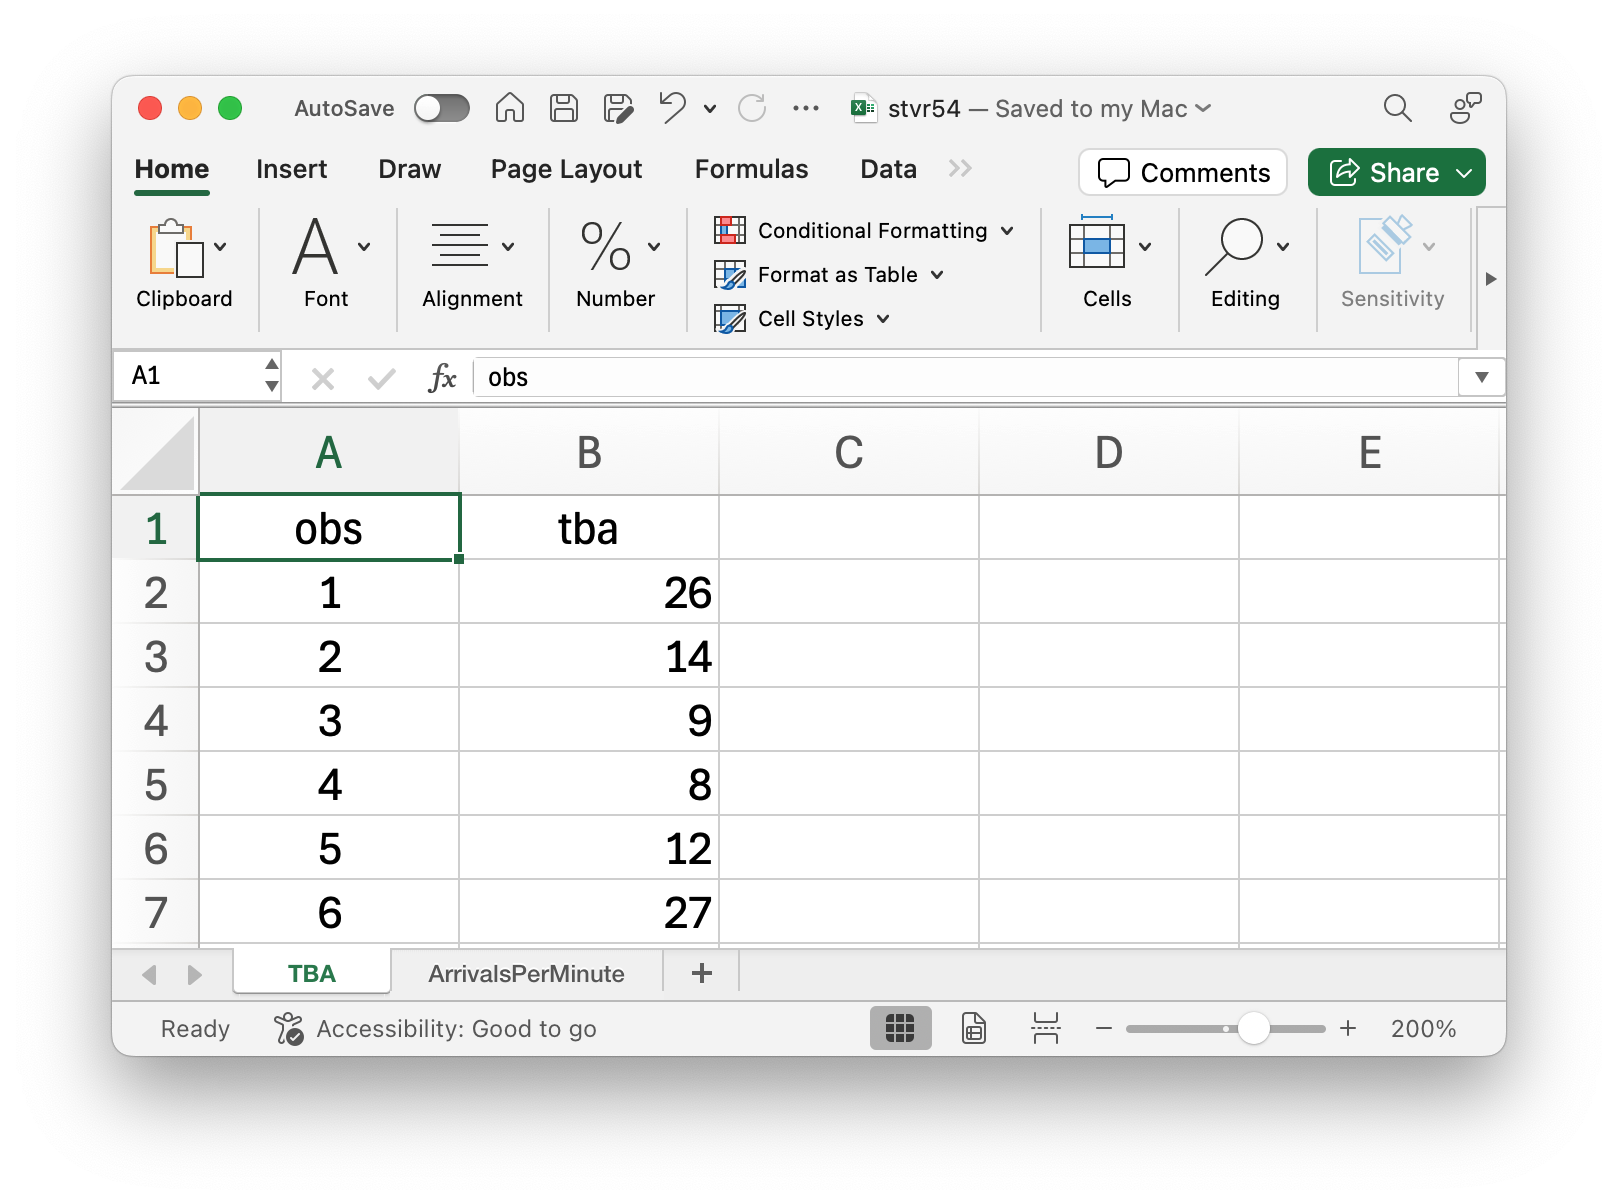 AutoSave stvr54 — Saved to my Mac
Home Insert Draw Page Layout Formulas Data Comments Share
Clipboard Font Alignment Number Conditional Formatting Format as Table Cell Styles Cells Editing Sensitivity
A1 fx obs
A B C D E
1 obs tba
2 1 26
3 2 14
4 3 9
5 4 8
6 5 12
7 6 27
TBA ArrivalsPerMinute +
Ready Accessibility: Good to go 200%